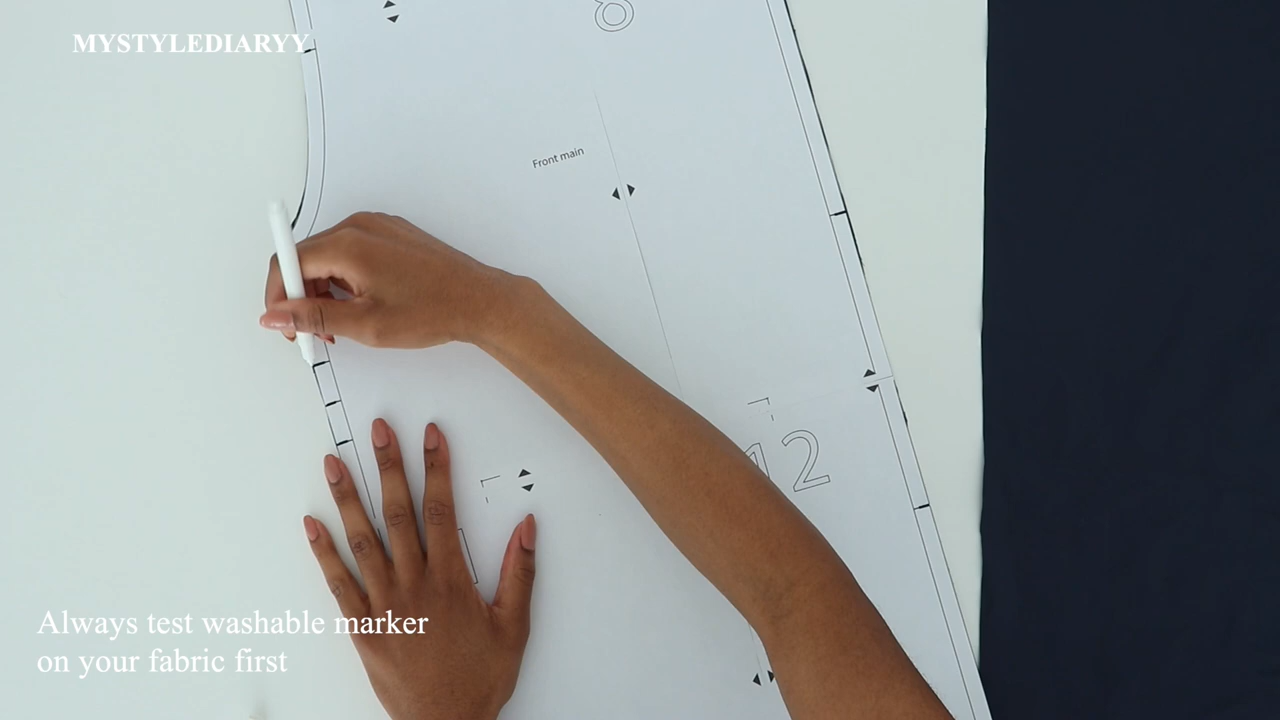 MYSTYLEDIARYY
8
Front main
12
Always test washable marker
on your fabric first